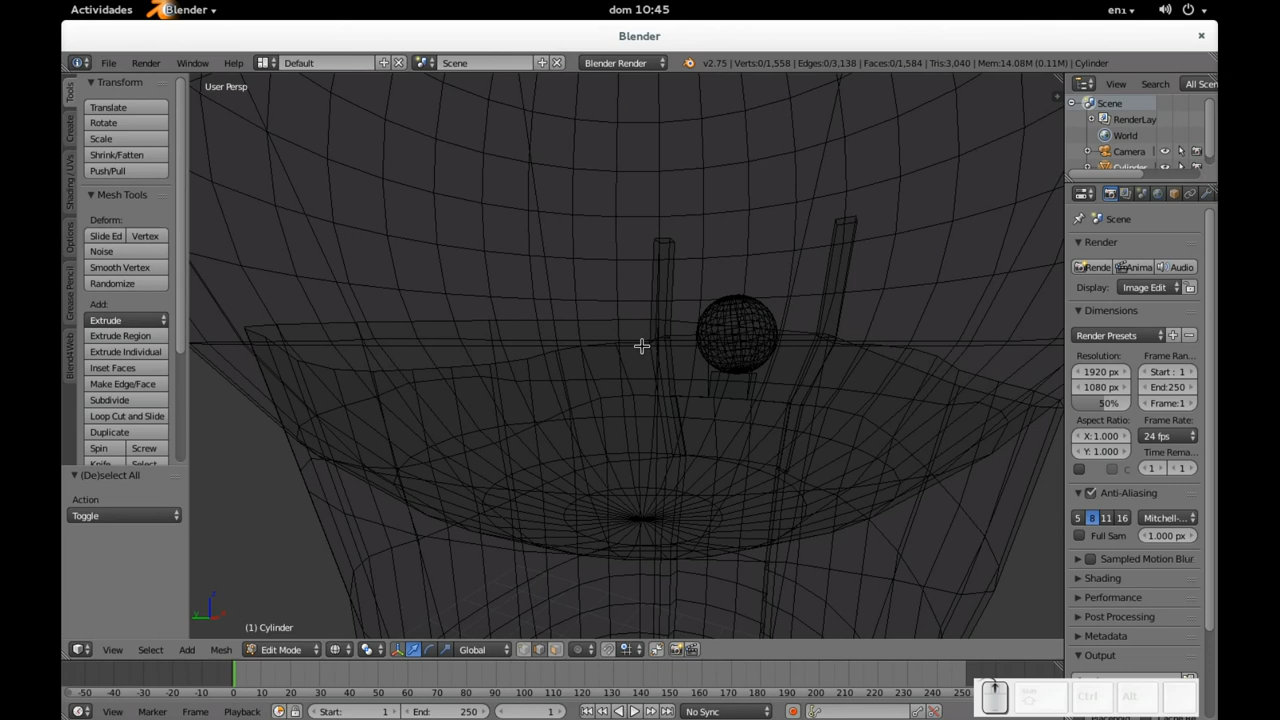 Actividades Blender dom 10:45 en1
Blender
File Render Window Help Default Scene Blender Render v2.75 | Verts:0/1,558 | Edges:0/3,138 | Faces:0/1,584 | Tris:3,040 | Mem:14.08M (0.11M) | Cylinder
Tools
Create
Shading / UVs
Options
Grease Pencil
Blend4Web
Transform
Translate
Rotate
Scale
Shrink/Fatten
Push/Pull
Mesh Tools
Deform:
Slide Ed Vertex
Noise
Smooth Vertex
Randomize
Add:
Extrude
Extrude Region
Extrude Individual
Inset Faces
Make Edge/Face
Subdivide
Loop Cut and Slide
Duplicate
Spin Screw
Knife Select
(De)select All
Action
Toggle
User Persp
z
y
(1) Cylinder
View Select Add Mesh Edit Mode Global
View Search All Scen
Scene
RenderLay
World
Camera
Cylinder
Scene
Render
Rende Anima Audio
Display: Image Edit
Dimensions
Render Presets
Resolution: Frame Ran...
1920 px Start : 1
1080 px End:250
50% Frame:1
Aspect Ratio: Frame Rate:
X:1.000 24 fps
Y: 1.000 Time Rema...
C 1 1
Anti-Aliasing
5 8 11 16 Mitchell-...
Full Sam 1.000 px
Sampled Motion Blur
Shading
Performance
Post Processing
Metadata
Output
-50 -40 -30 -20 -10 0 10 20 30 40 50 60 70 80 90 100 110 120 130 140 150 160 170 180 190 200 210 220 230 240 250
View Marker Frame Playback Start: 1 End: 250 1 No Sync
Ctrl Alt